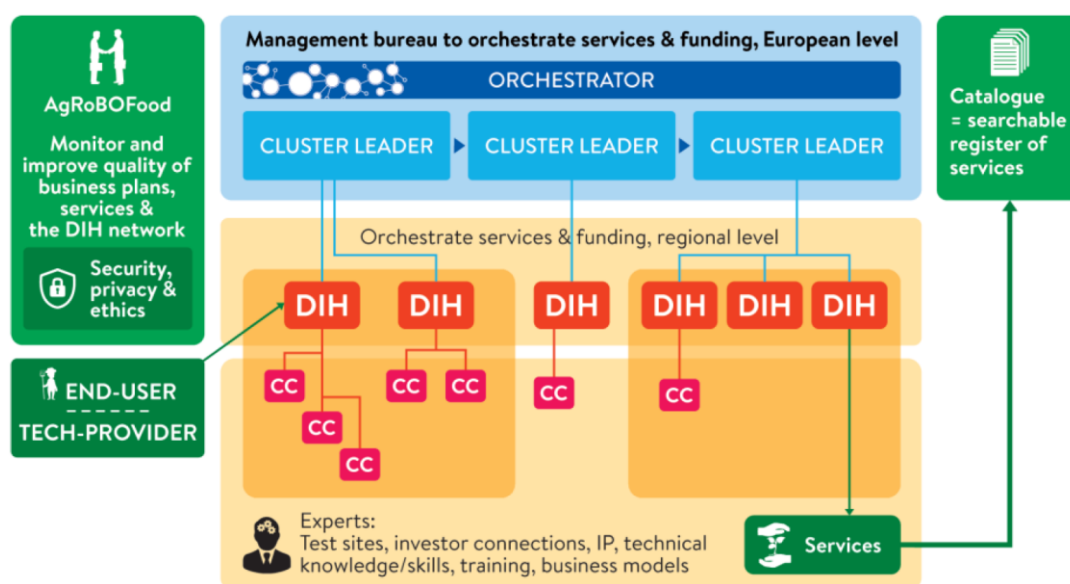 AgRoBOFood
Monitor and
improve quality of
business plans,
services &
the DIH network
Security,
privacy &
ethics
END-USER
TECH-PROVIDER
Management bureau to orchestrate services & funding, European level
ORCHESTRATOR
CLUSTER LEADER
CLUSTER LEADER
CLUSTER LEADER
Orchestrate services & funding, regional level
DIH
DIH
DIH
DIH
DIH
DIH
CC
CC
CC
CC
CC
CC
CC
Experts:
Test sites, investor connections, IP, technical
knowledge/skills, training, business models
Services
Catalogue
= searchable
register of
services